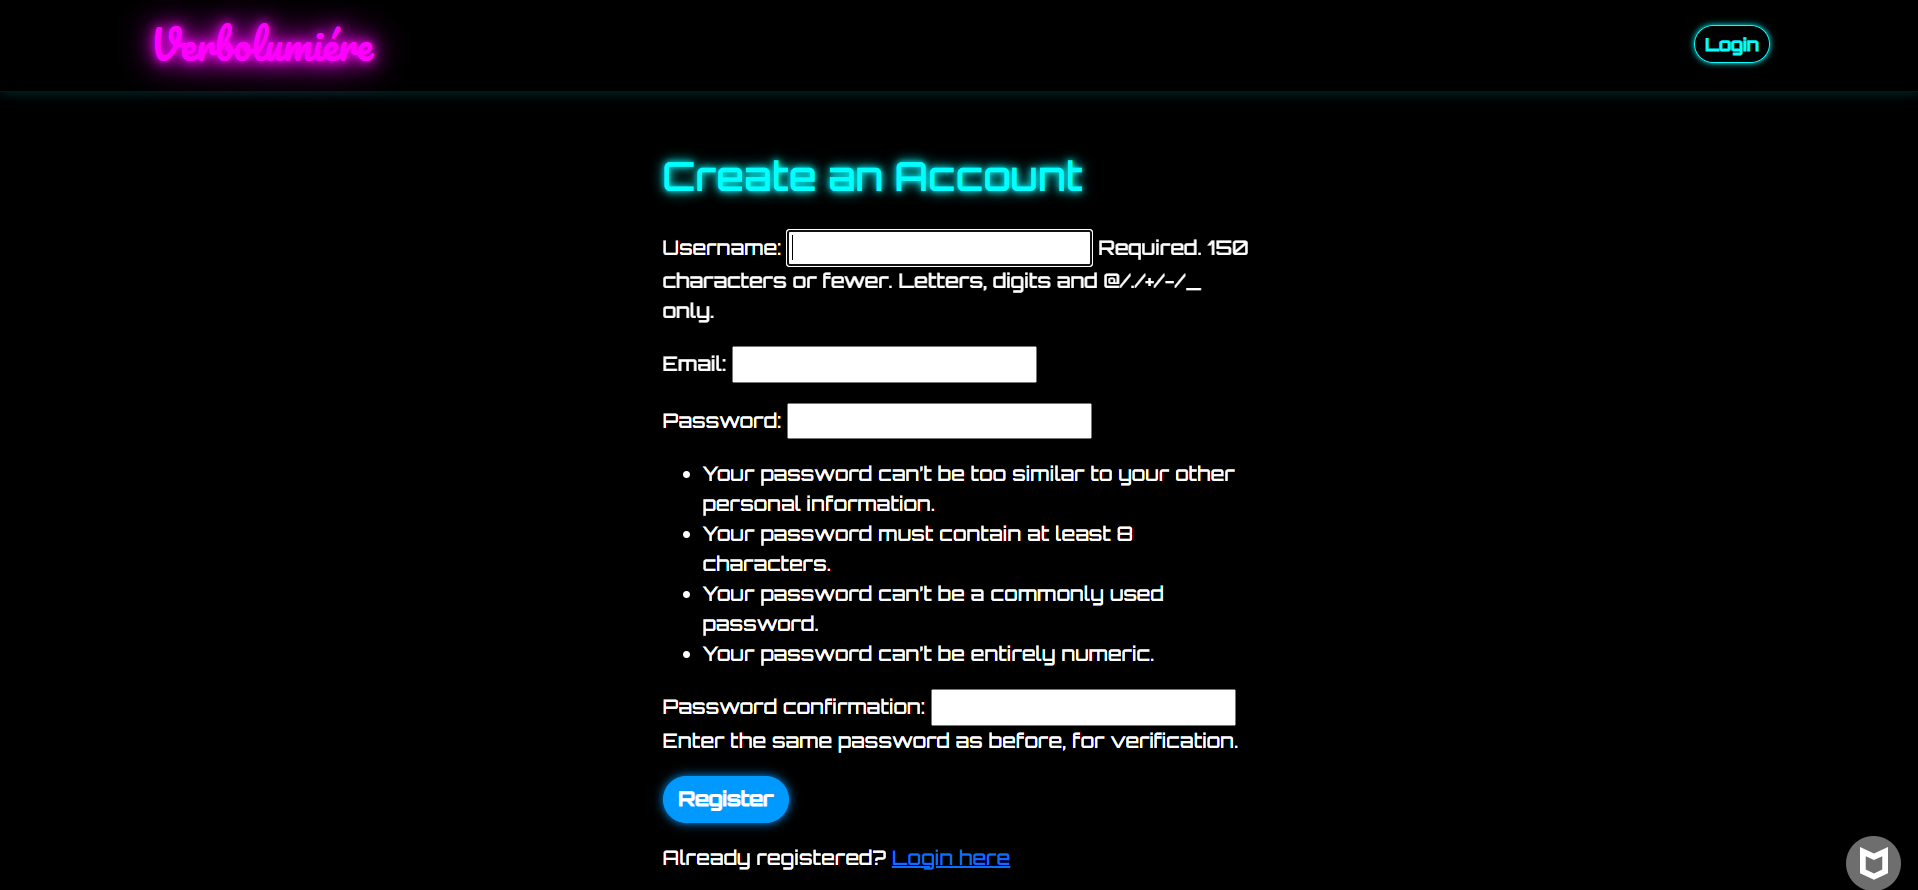 Verbolumiére
Login
Create an Account
Username: Required. 150
characters or fewer. Letters, digits and @/./+/-/_
only.
Email:
Password:
• Your password can't be too similar to your other
personal information.
• Your password must contain at least 8
characters.
• Your password can't be a commonly used
password.
• Your password can't be entirely numeric.
Password confirmation:
Enter the same password as before, for verification.
Register
Already registered? Login here